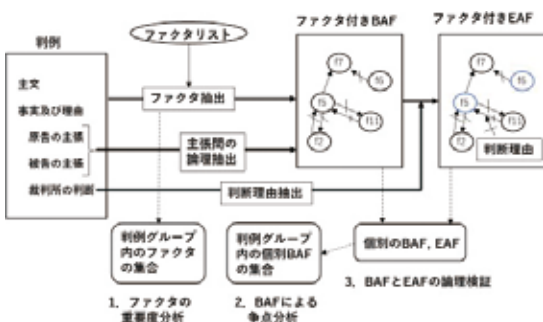 ファクタリスト
ファクタ付きBAF
ファクタ付きEAF
判例
主文
事実及び理由
原告の主張
被告の主張
裁判所の判断
ファクタ抽出
主張間の
論理抽出
判断理由抽出
f7
f6
f5
f2
f11
f7
f6
f5
f2
f11
判断理由
判例グループ
内のファクタ
の集合
判例グループ
内の個別BAF
の集合
個別のBAF, EAF
1. ファクタの
重要度分析
2. BAFによる
争点分析
3. BAFとEAFの論理検証